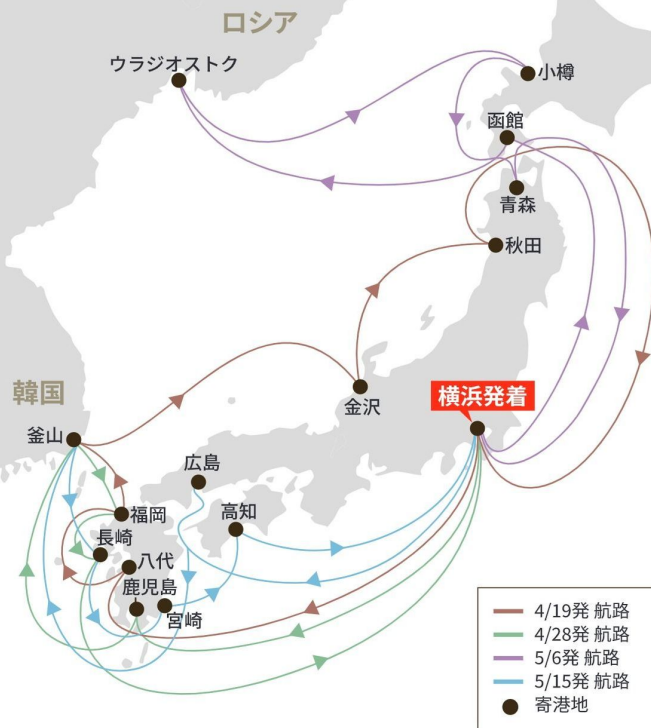 ロシア
ウラジオストク
小樽
函館
青森
秋田
韓国
横浜発着
金沢
釜山
広島
福岡
高知
長崎
八代
鹿児島
宮崎
4/19発 航路
4/28発 航路
5/6発 航路
5/15発 航路
寄港地